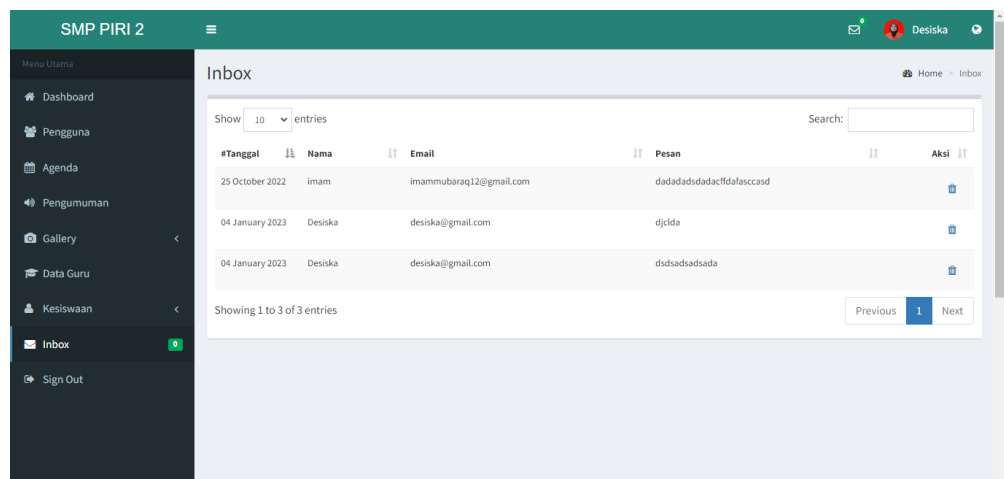 SMP PIRI 2
0
Desiska
Menu Utama
Dashboard
Pengguna
Agenda
Pengumuman
Gallery
Data Guru
Kesiswaan
Inbox 0
Sign Out
Inbox
Home > Inbox
Show 10 entries
Search:
#Tanggal Nama Email Pesan Aksi
25 October 2022 imam imammubaraq12@gmail.com dadadadsdadacffdafasccasd
04 January 2023 Desiska desiska@gmail.com djclda
04 January 2023 Desiska desiska@gmail.com dsdsadsadsada
Showing 1 to 3 of 3 entries
Previous 1 Next